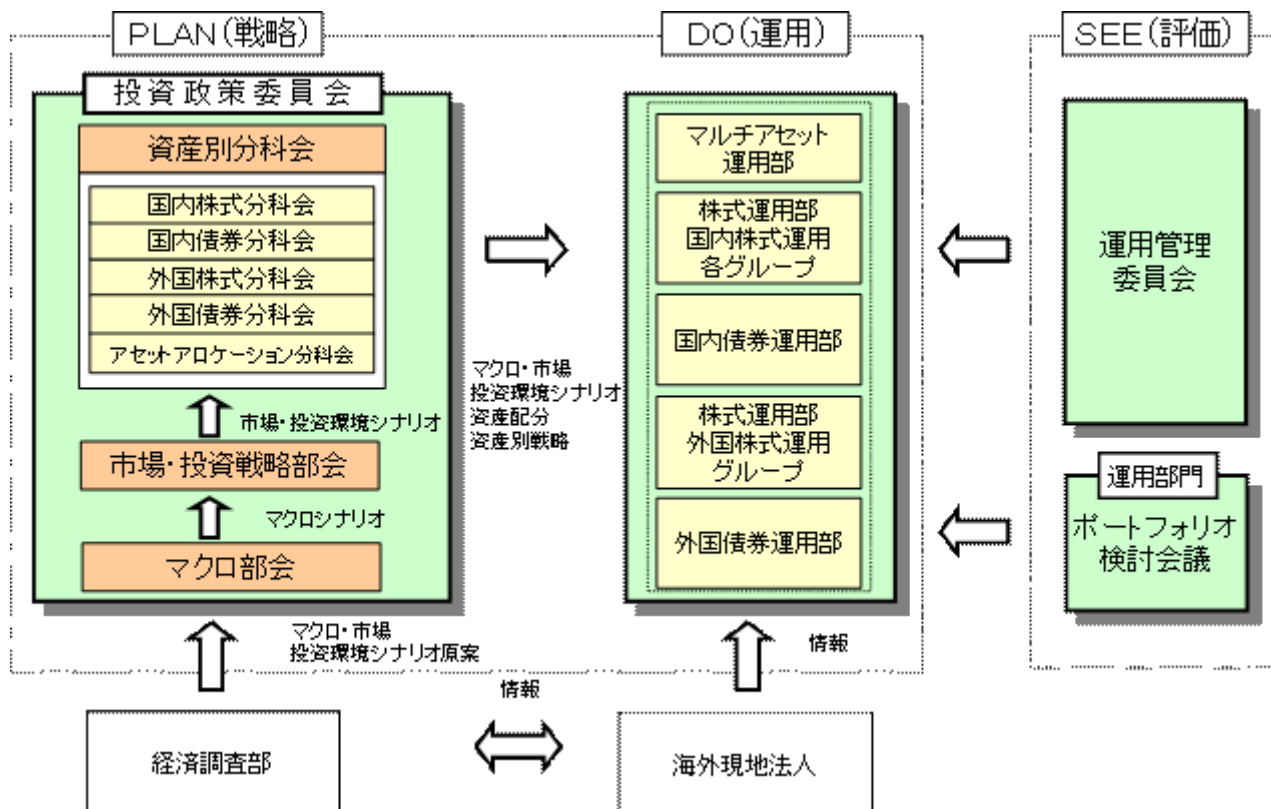 PLAN(戦略)
投資政策委員会
資産別分科会
国内株式分科会
国内債券分科会
外国株式分科会
外国債券分科会
アセットアロケーション分科会
市場・投資環境シナリオ
市場・投資戦略部会
マクロシナリオ
マクロ部会
マクロ・市場
投資環境シナリオ原案
経済調査部
マクロ・市場
投資環境シナリオ
資産配分
資産別戦略
情報
DO(運用)
マルチアセット
運用部
株式運用部
国内株式運用
各グループ
国内債券運用部
株式運用部
外国株式運用
グループ
外国債券運用部
情報
海外現地法人
SEE(評価)
運用管理
委員会
運用部門
ポートフォリオ
検討会議